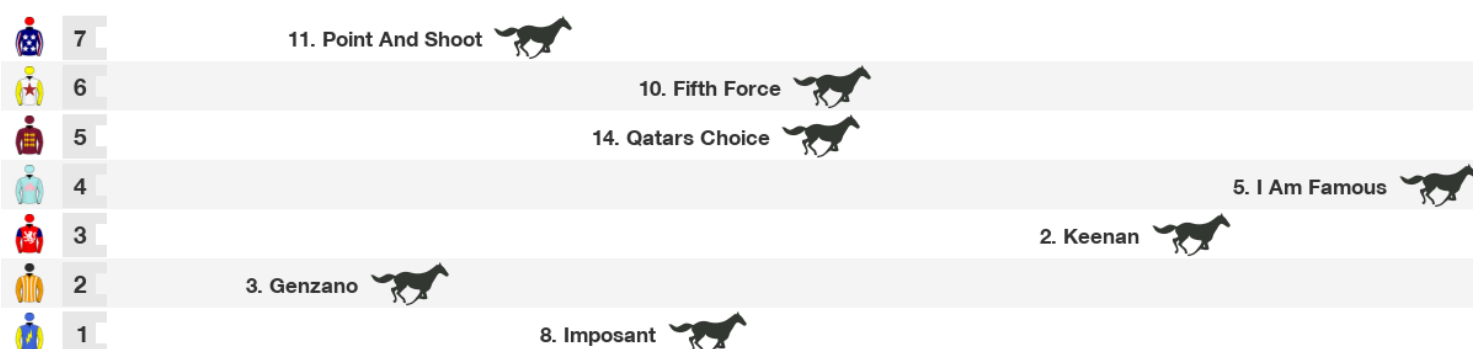 7 11. Point And Shoot
6 10. Fifth Force
5 14. Qatars Choice
4 5. I Am Famous
3 2. Keenan
2 3. Genzano
1 8. Imposant